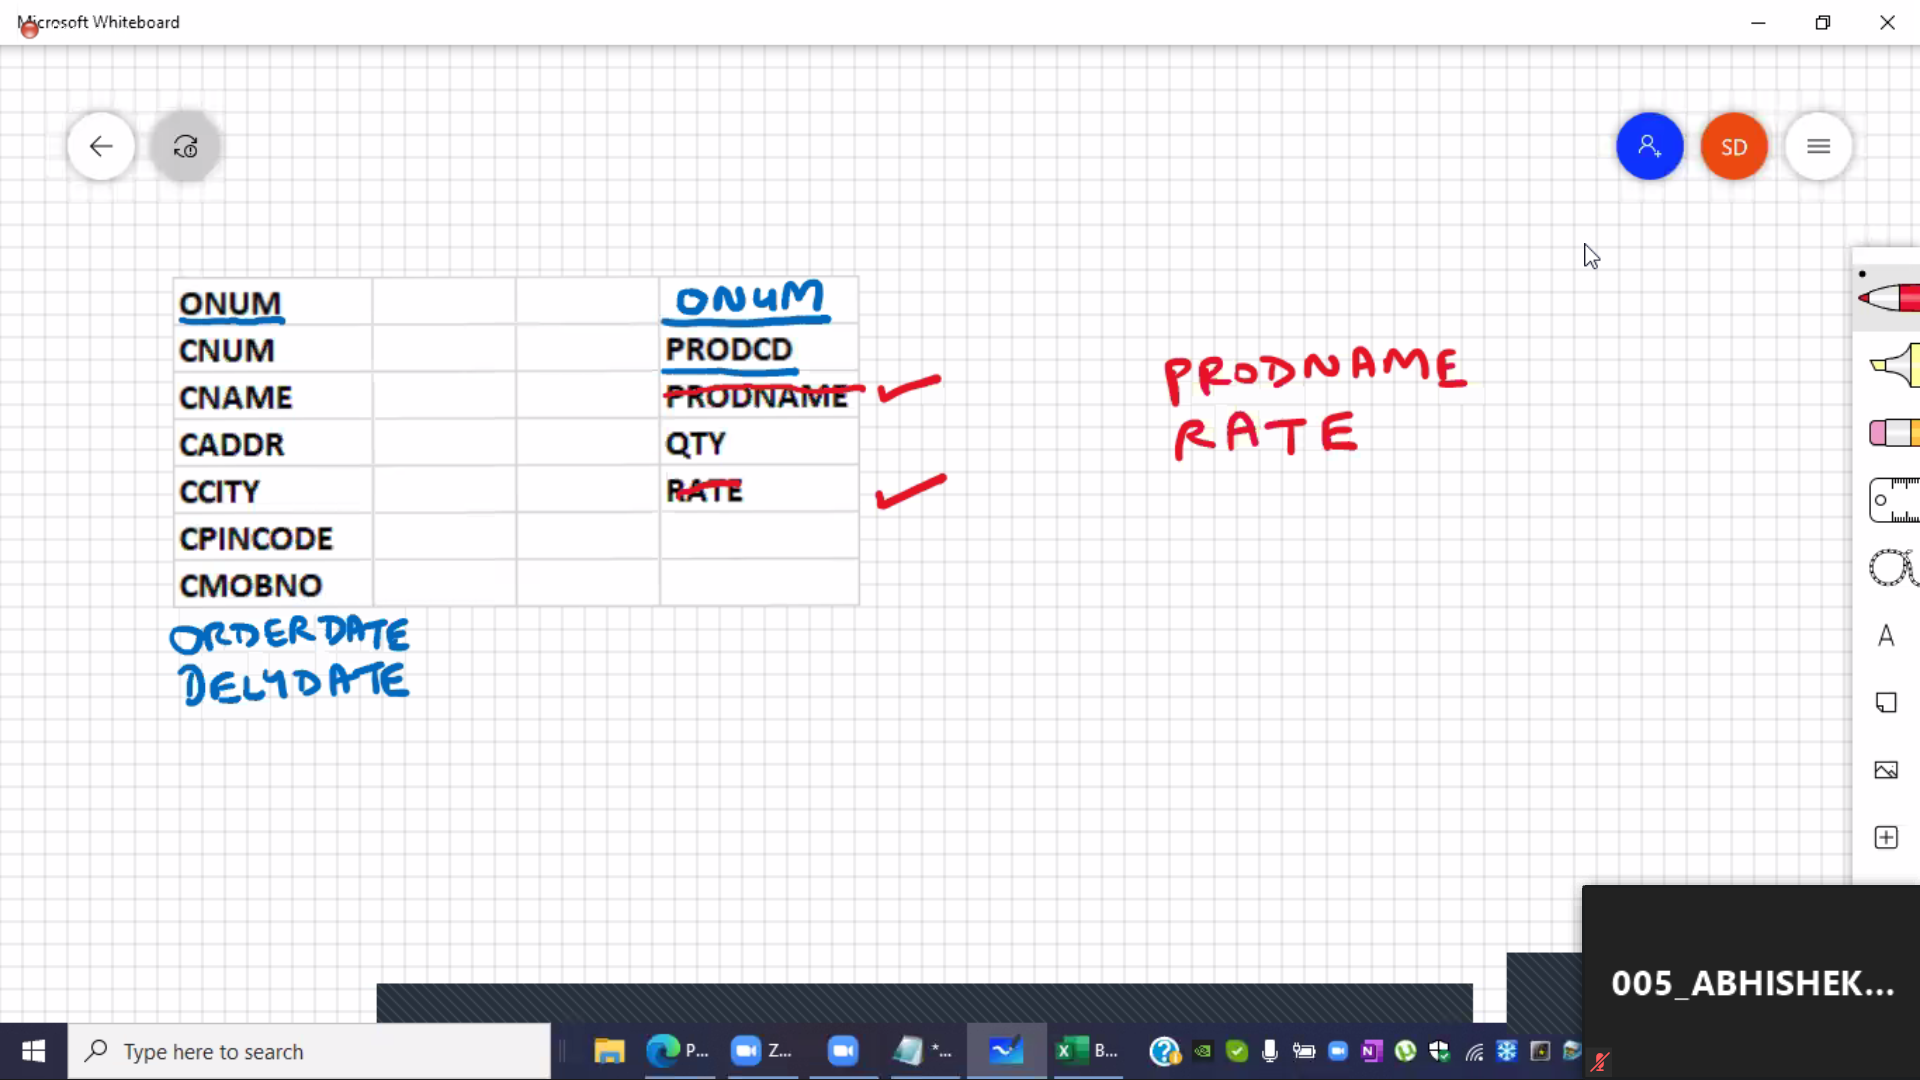 Microsoft Whiteboard
SD
ONUM ONUM
CNUM PRODCD
CNAME PRODNAME
CADDR QTY
CCITY RATE
CPINCODE
CMOBNO
ORDERDATE
DELYDATE
PRODNAME
RATE
A
005_ABHISHEK...
Type here to search
P...
Z...
*...
B...